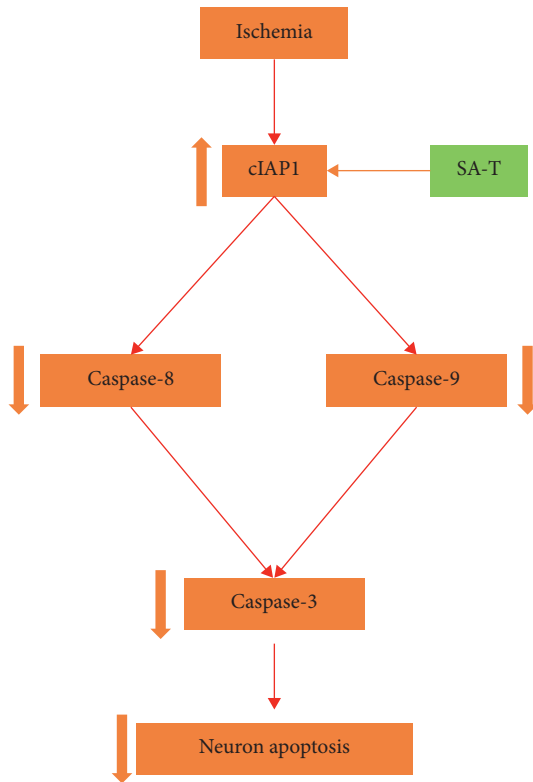 Ischemia
cIAP1
SA-T
Caspase-8
Caspase-9
Caspase-3
Neuron apoptosis